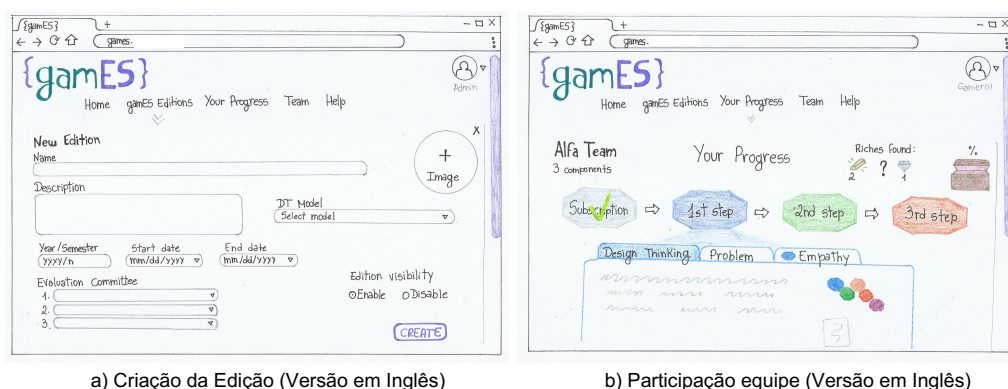 {gamES}
games.
{gamES}
Admin
Home gamES Editions Your Progress Team Help
New Edition
Name
X
+
Image
Description
DT Model
Select model
Year/Semester Start date End date
yyyy/n mm/dd/yyyy mm/dd/yyyy
Evaluation Committee
1.
2.
3.
Edition visibility
Enable Disable
CREATE
a) Criação da Edição (Versão em Inglês)
{gamES}
games.
{gamES}
Gamer01
Home gamES Editions Your Progress Team Help
Alfa Team
3 components
Your Progress
Riches found:
2 ? 1
%
Subscription 1st step 2nd step 3rd step
Design Thinking Problem Empathy
3
b) Participação equipe (Versão em Inglês)